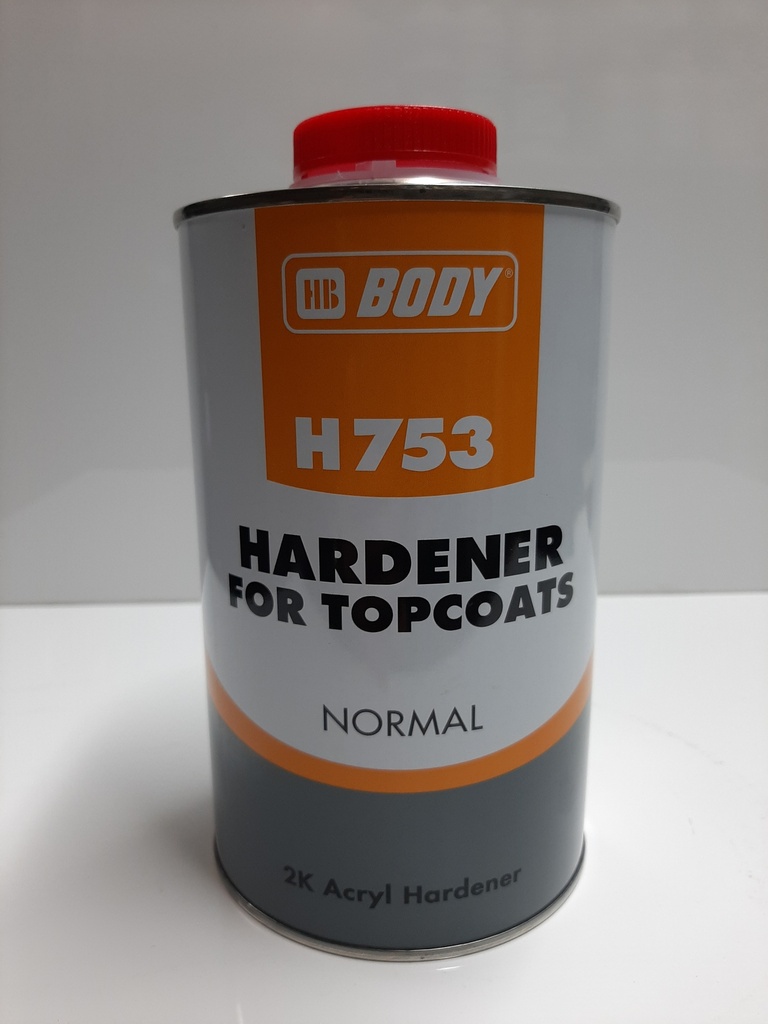 HB BODY®
H753
HARDENER
FOR TOPCOATS
NORMAL
2K Acryl Hardener